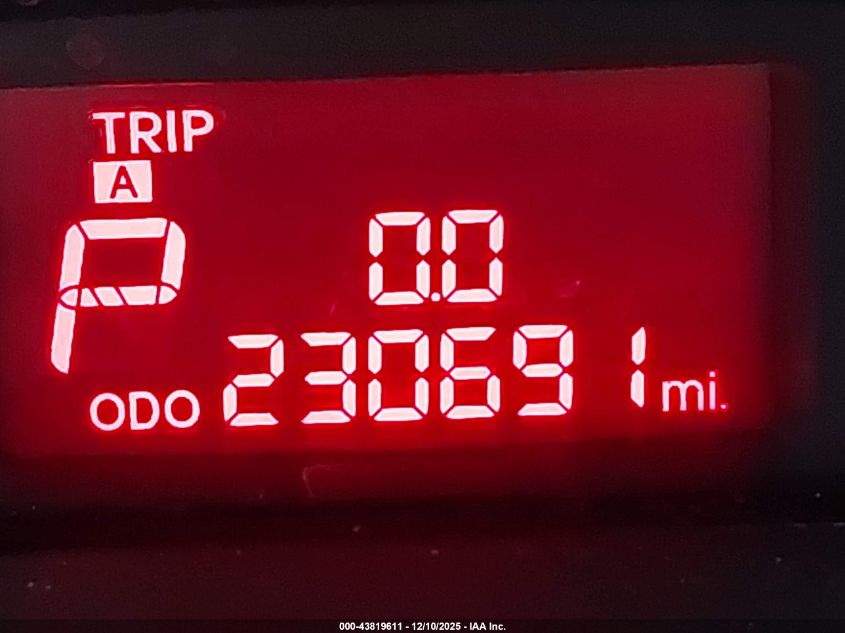 TRIP
A
P
0.0
ODO 230691 mi.
000-43819611 - 12/10/2025 - IAA Inc.